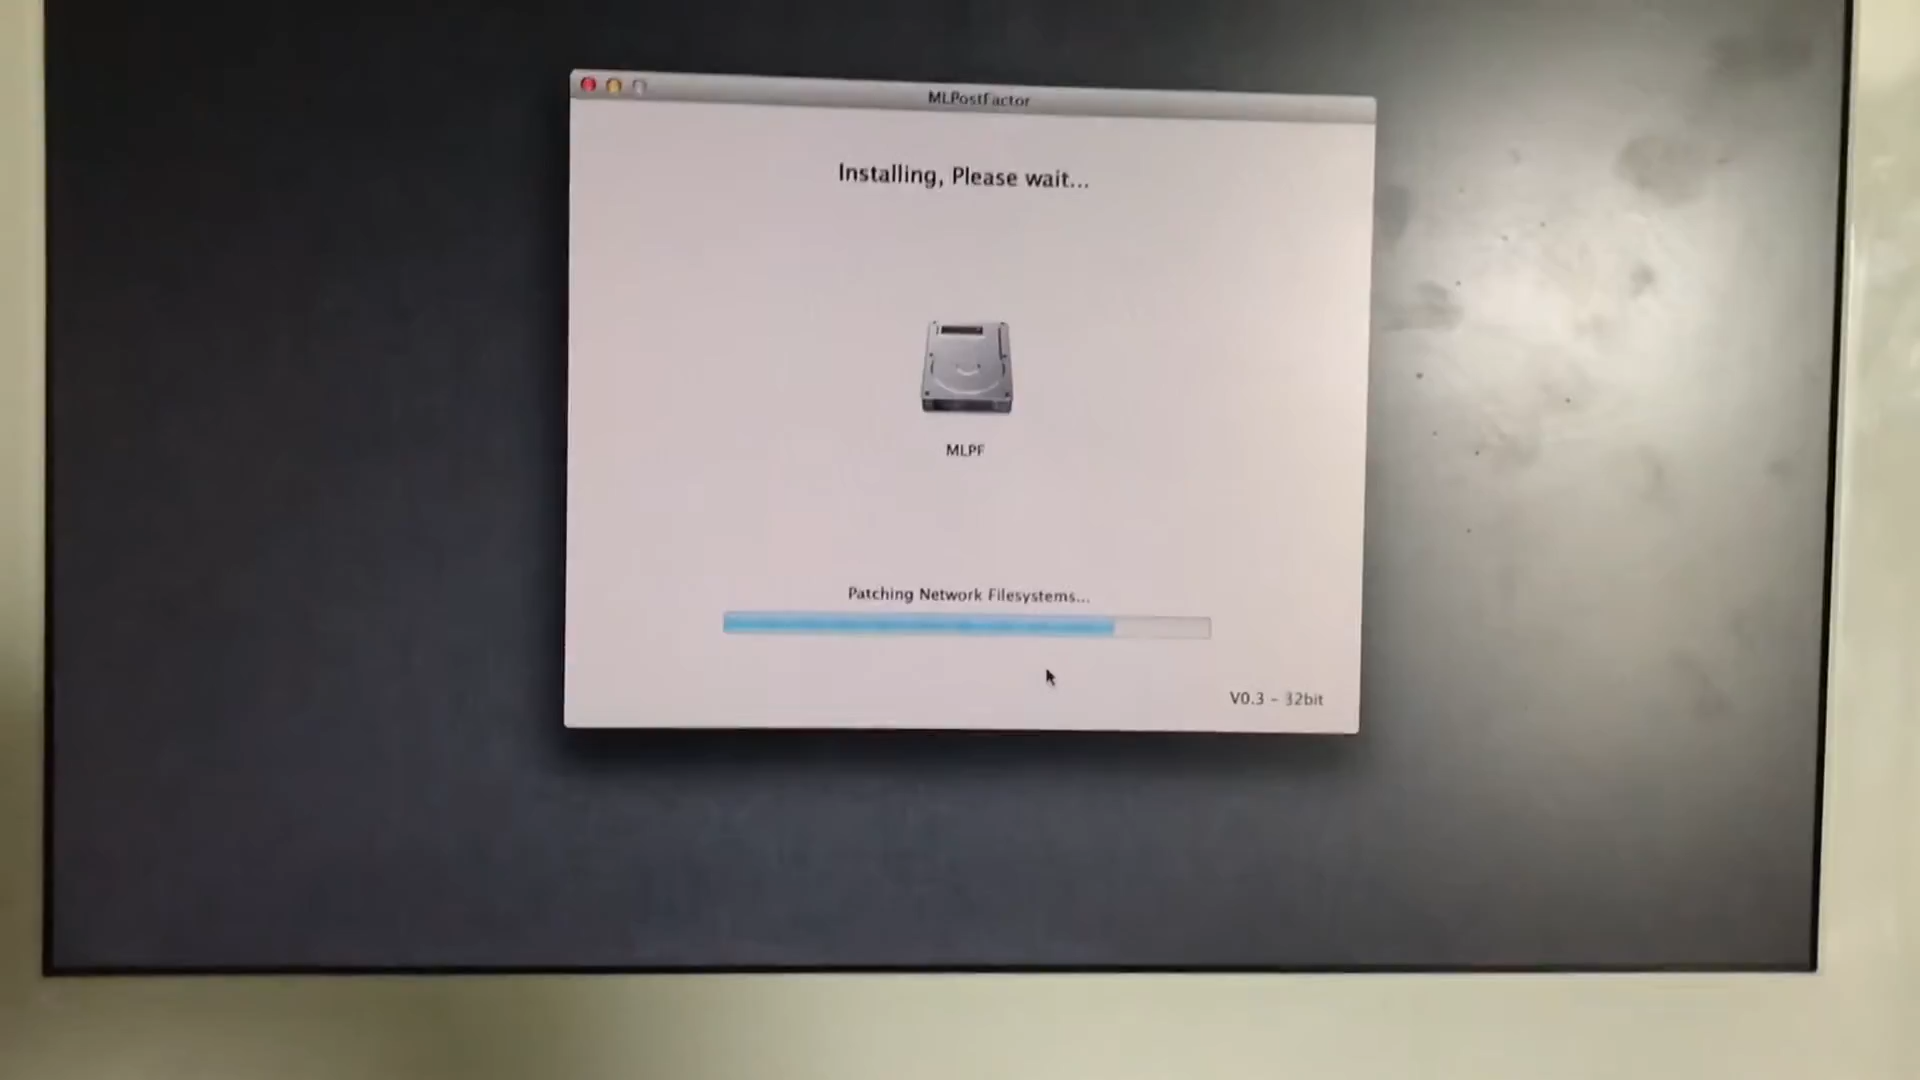 MLPostFactor
Installing, Please wait...
MLPF
Patching Network Filesystems...
V0.3 - 32bit